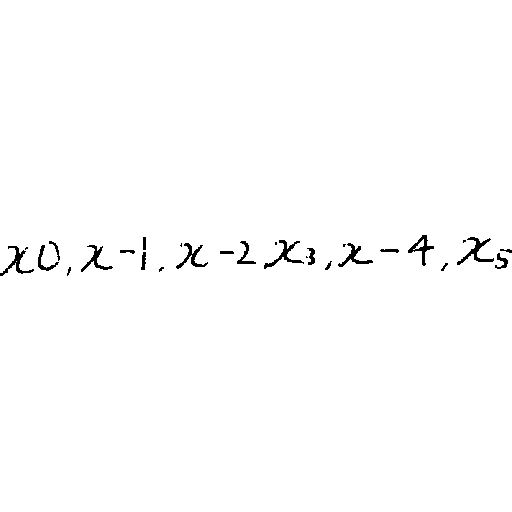 x0, x-1, x-2, x₃, x-4, x₅